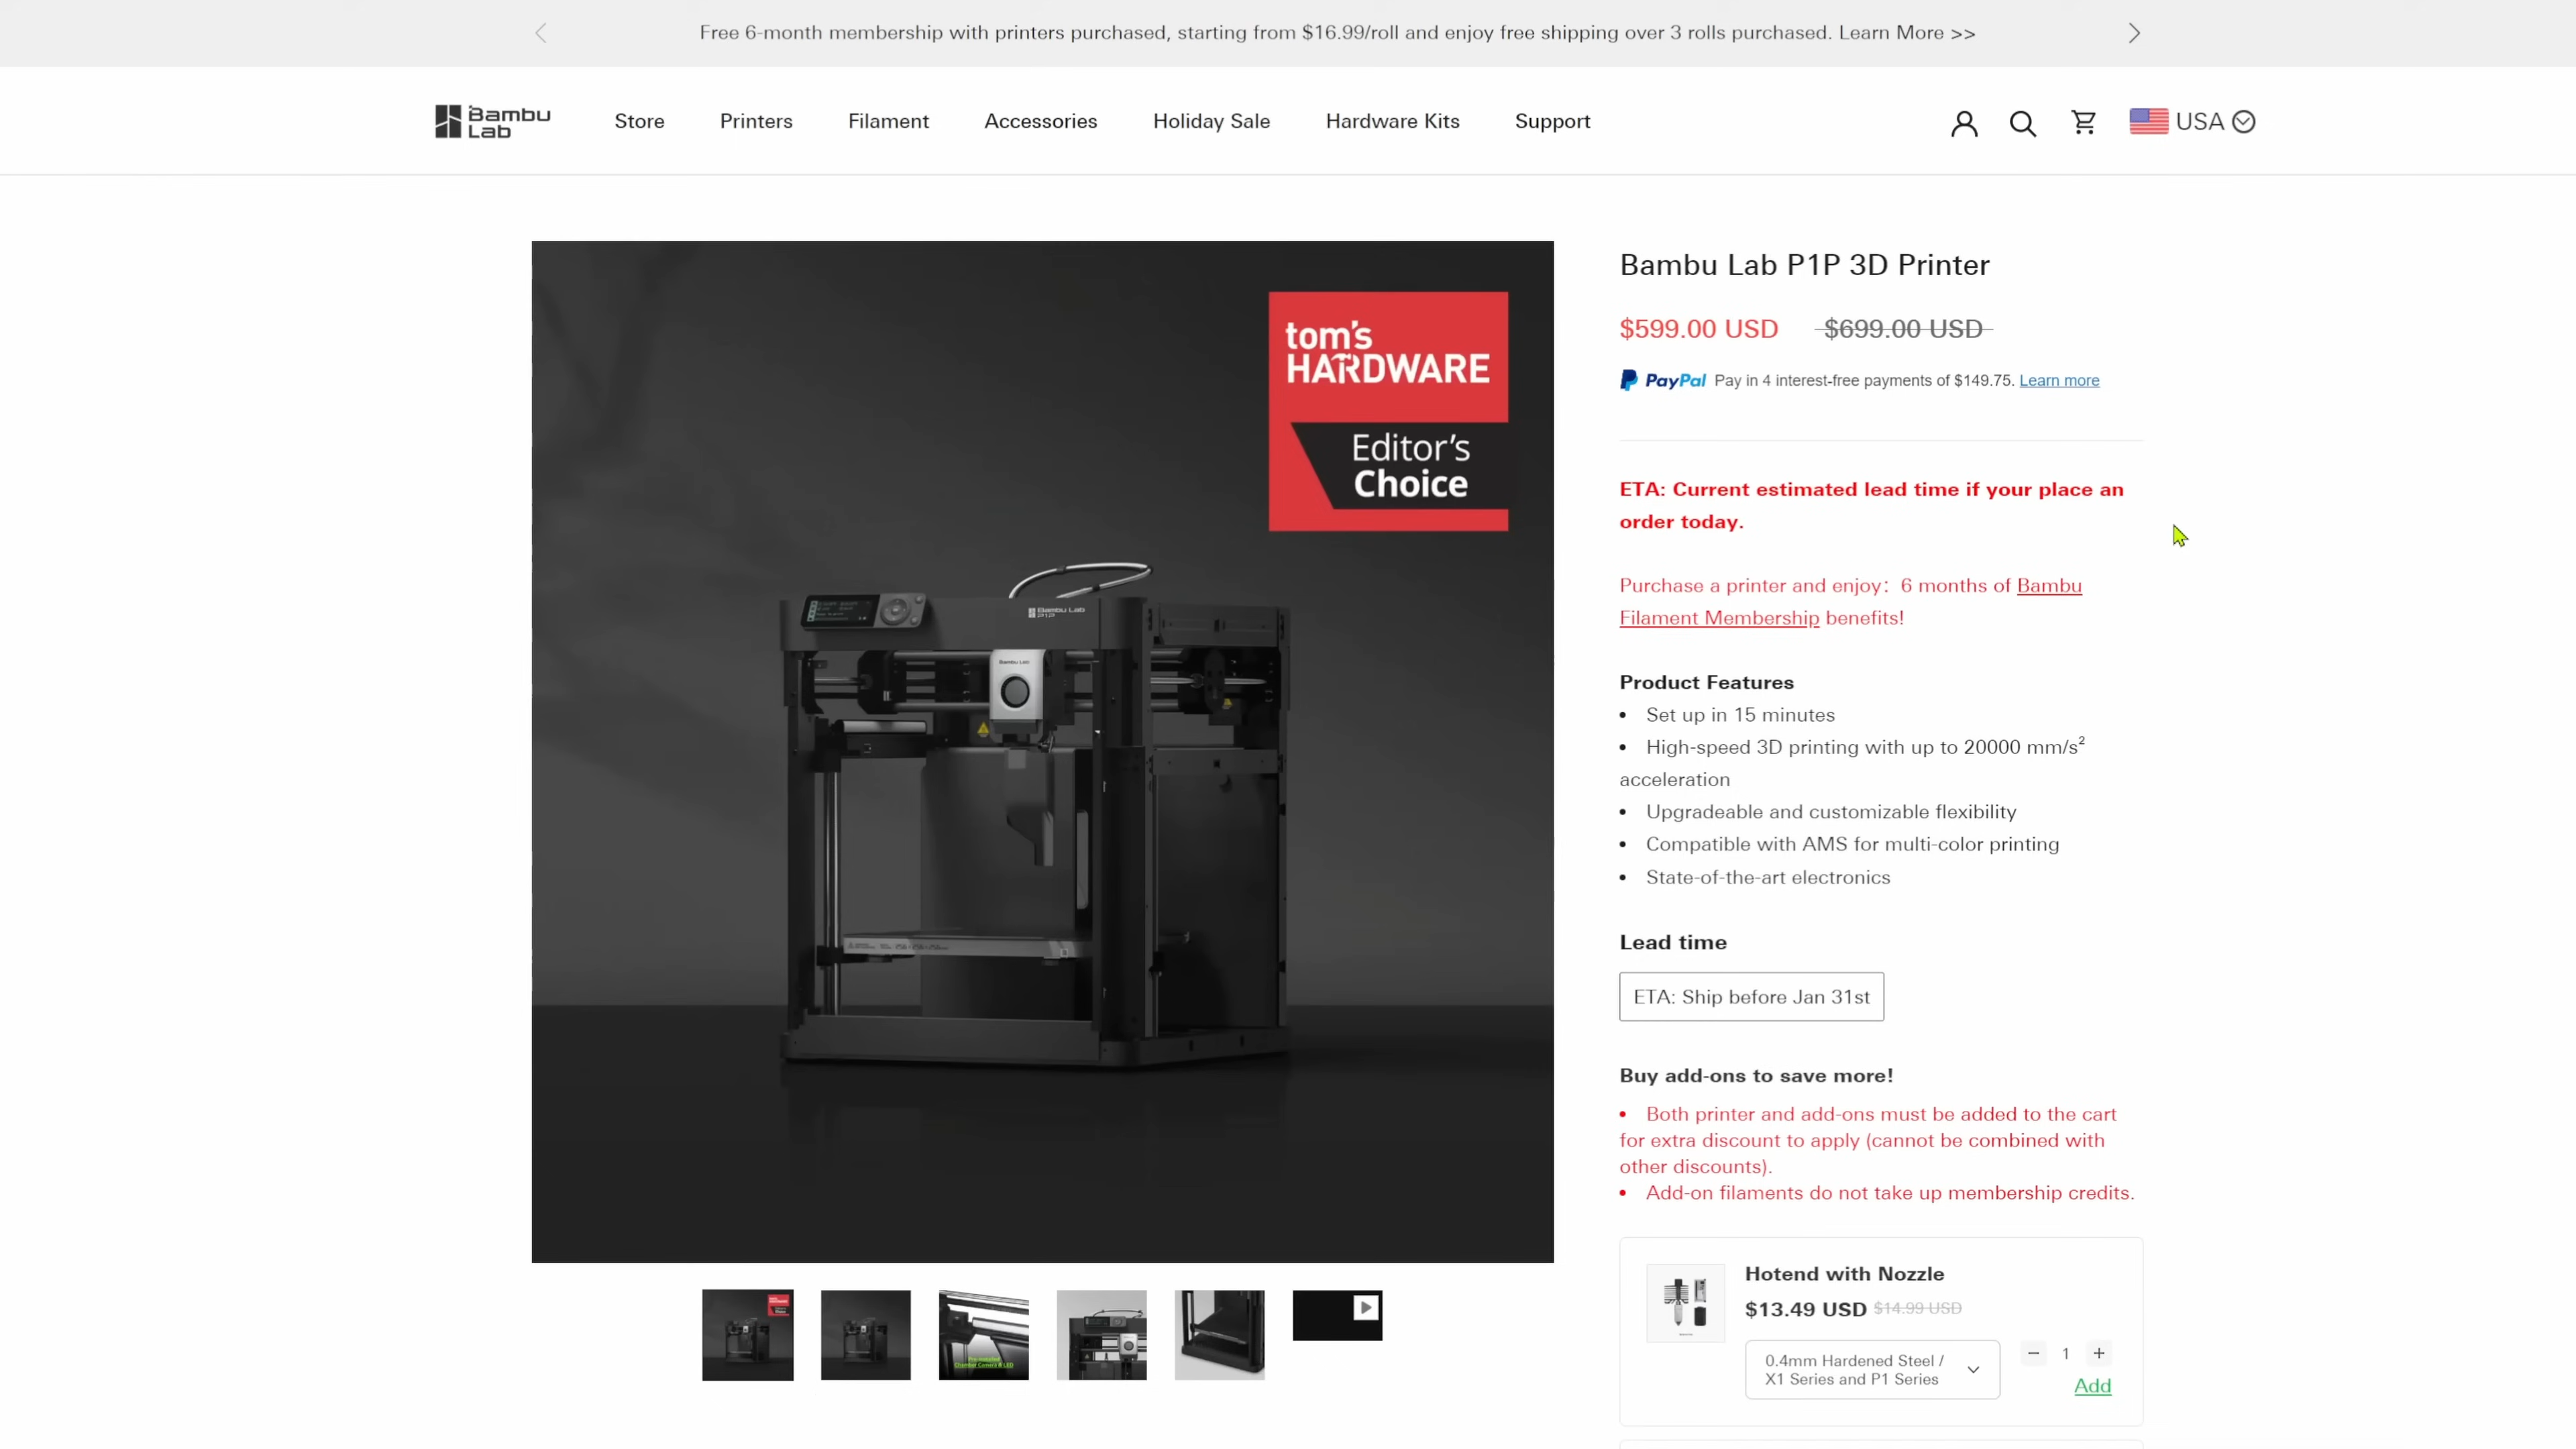 Free 6-month membership with printers purchased, starting from $16.99/roll and enjoy free shipping over 3 rolls purchased. Learn More >>
Bambu Lab
Store
Printers
Filament
Accessories
Holiday Sale
Hardware Kits
Support
USA
tom's
HARDWARE
Editor's
Choice
Bambu Lab
P1P
Bambu Lab
Bambu Lab P1P 3D Printer
$599.00 USD $699.00 USD
PayPal Pay in 4 interest-free payments of $149.75. Learn more
ETA: Current estimated lead time if your place an
order today.
Purchase a printer and enjoy: 6 months of Bambu
Filament Membership benefits!
Product Features
• Set up in 15 minutes
• High-speed 3D printing with up to 20000 mm/s²
acceleration
• Upgradeable and customizable flexibility
• Compatible with AMS for multi-color printing
• State-of-the-art electronics
Lead time
ETA: Ship before Jan 31st
Buy add-ons to save more!
• Both printer and add-ons must be added to the cart
for extra discount to apply (cannot be combined with
other discounts).
• Add-on filaments do not take up membership credits.
Hotend with Nozzle
$13.49 USD $14.99 USD
0.4mm Hardened Steel /
X1 Series and P1 Series
− 1 +
Add